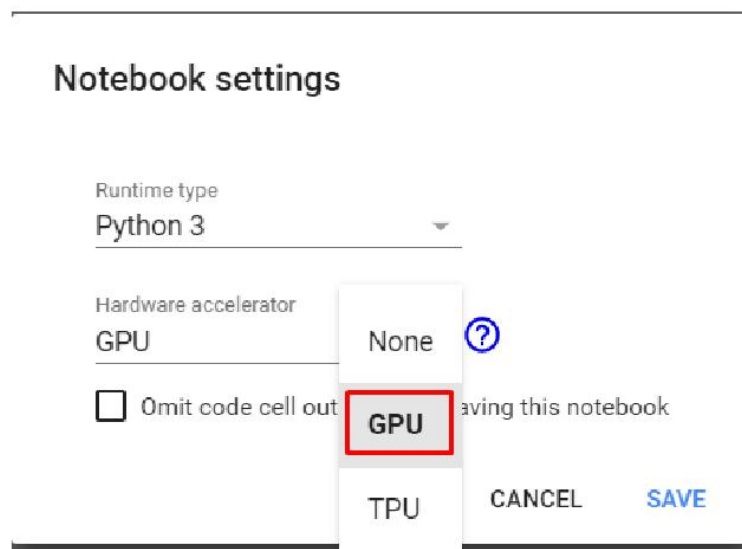 Notebook settings
Runtime type
Python 3
Hardware accelerator
GPU
None
?
Omit code cell out
aving this notebook
GPU
TPU
CANCEL
SAVE